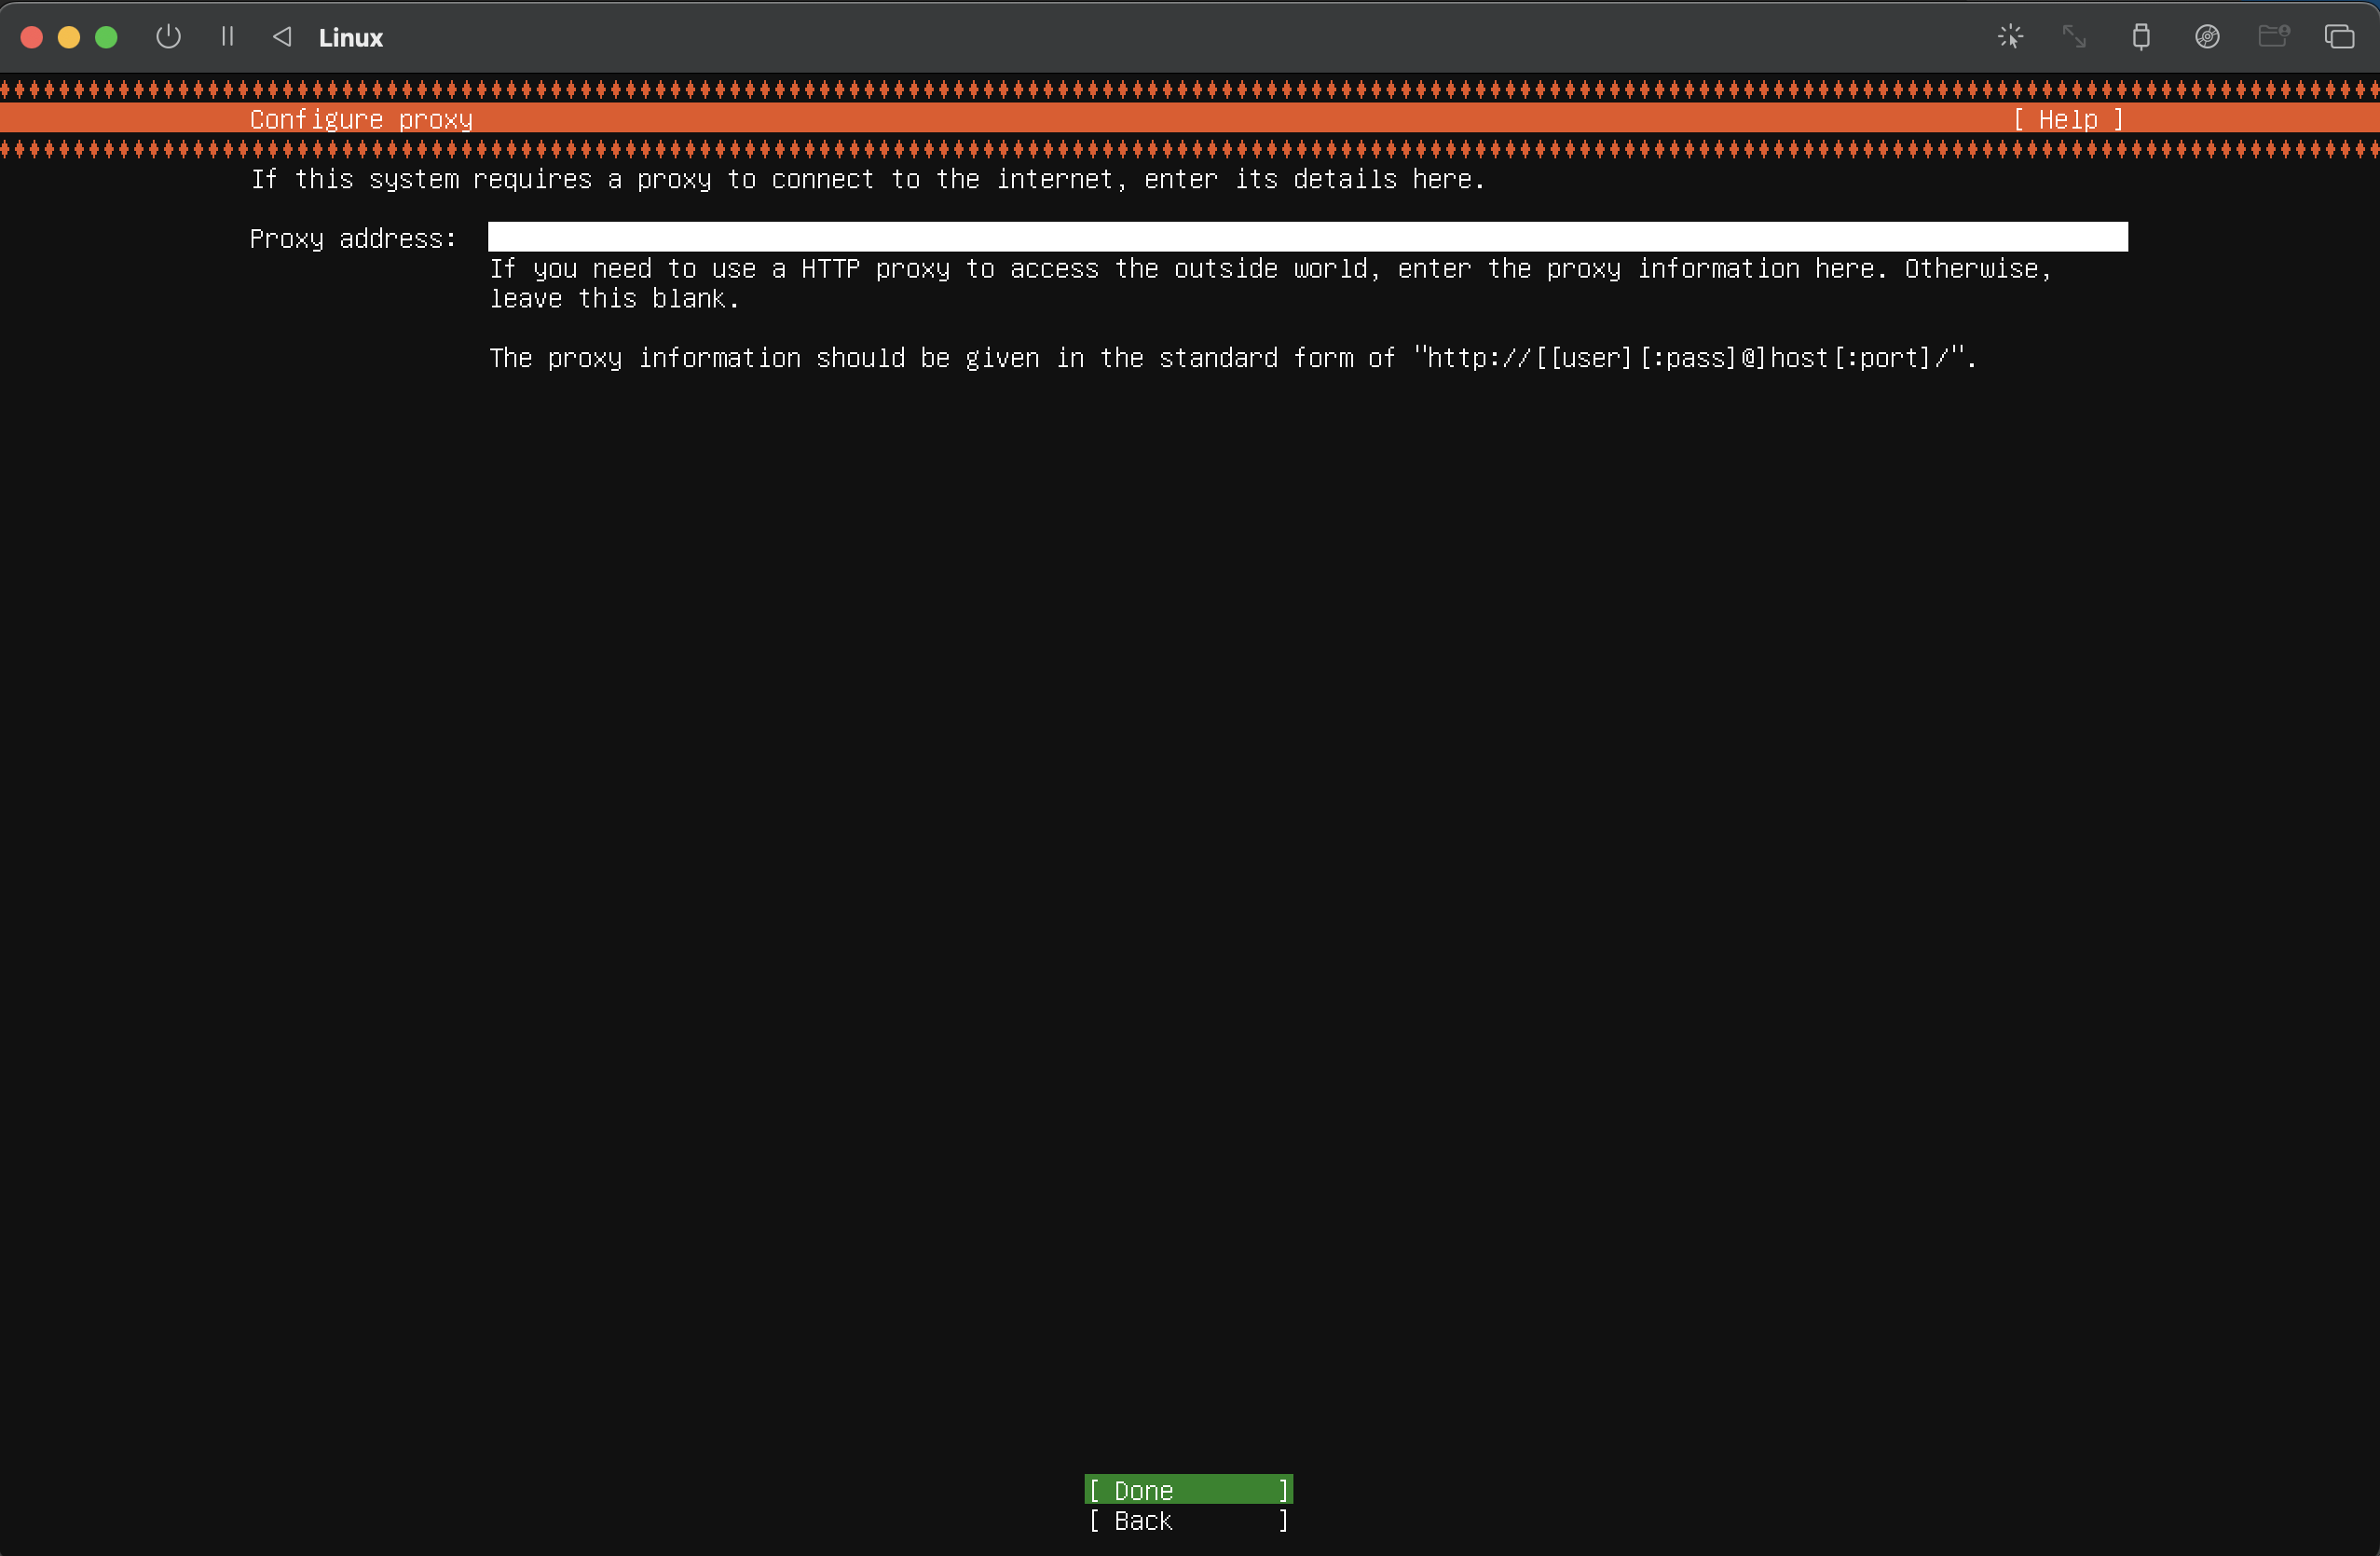 Linux
Configure proxy [ Help ]
If this system requires a proxy to connect to the internet, enter its details here.
Proxy address:
If you need to use a HTTP proxy to access the outside world, enter the proxy information here. Otherwise,
leave this blank.
The proxy information should be given in the standard form of "http://[[user][:pass]@]host[:port]/".
[ Done ]
[ Back ]